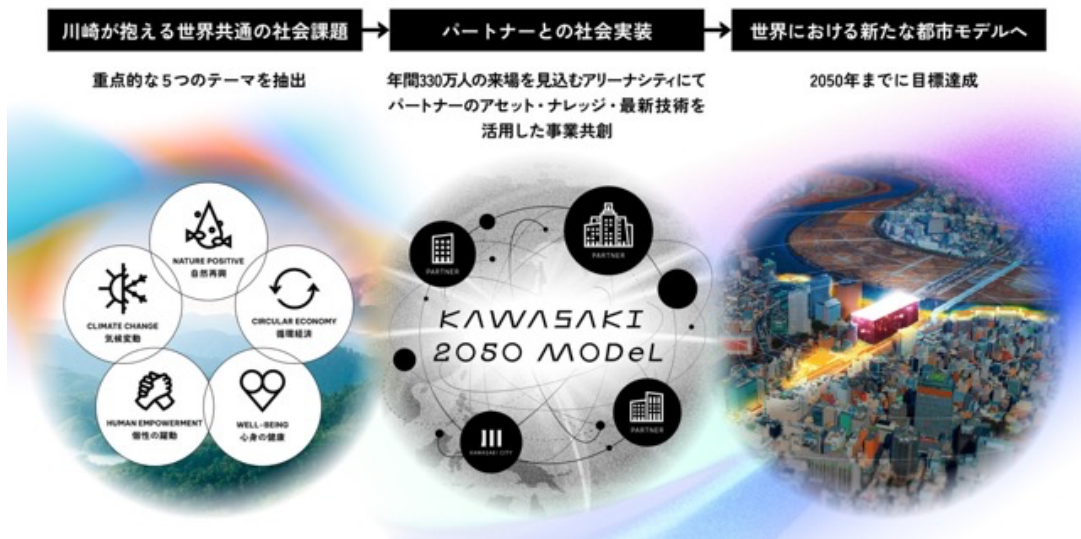 川崎が抱える世界共通の社会課題
パートナーとの社会実装
世界における新たな都市モデルへ
重点的な5つのテーマを抽出
年間330万人の来場を見込むアリーナシティにて
パートナーのアセット・ナレッジ・最新技術を
活用した事業共創
2050年までに目標達成
NATURE POSITIVE
自然再興
CLIMATE CHANGE
気候変動
CIRCULAR ECONOMY
循環経済
HUMAN EMPOWERMENT
個性の躍動
WELL-BEING
心身の健康
PARTNER
PARTNER
KAWASAKI
2050 MODeL
PARTNER
KAWASAKI CITY